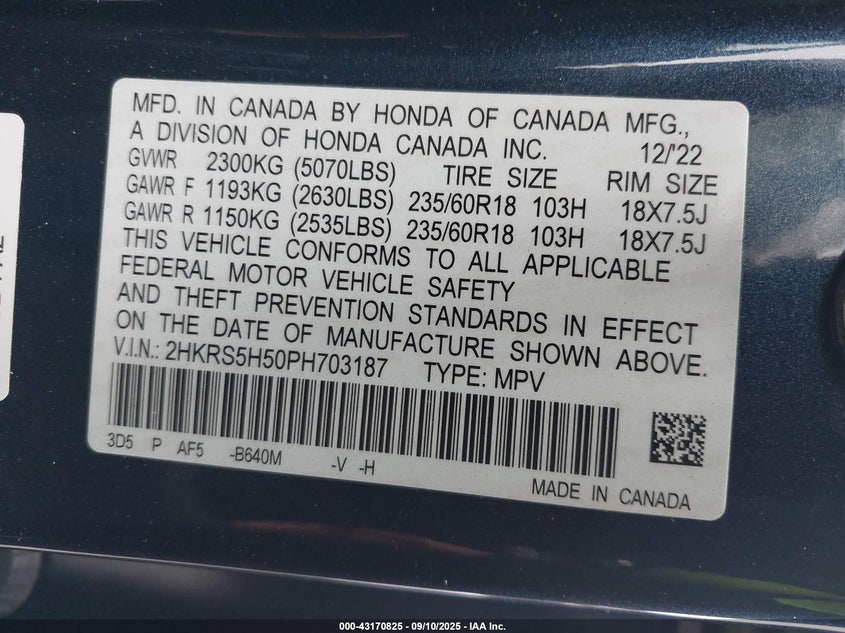 MFD. IN CANADA BY HONDA OF CANADA MFG.,
A DIVISION OF HONDA CANADA INC. 12/'22
GVWR 2300KG (5070LBS) TIRE SIZE RIM SIZE
GAWR F 1193KG (2630LBS) 235/60R18 103H 18X7.5J
GAWR R 1150KG (2535LBS) 235/60R18 103H 18X7.5J
THIS VEHICLE CONFORMS TO ALL APPLICABLE
FEDERAL MOTOR VEHICLE SAFETY
AND THEFT PREVENTION STANDARDS IN EFFECT
ON THE DATE OF MANUFACTURE SHOWN ABOVE.
V.I.N.: 2HKRS5H50PH703187 TYPE: MPV
3D5 P AF5 -B640M -V -H
MADE IN CANADA
000-43170825 - 09/10/2025 - IAA Inc.